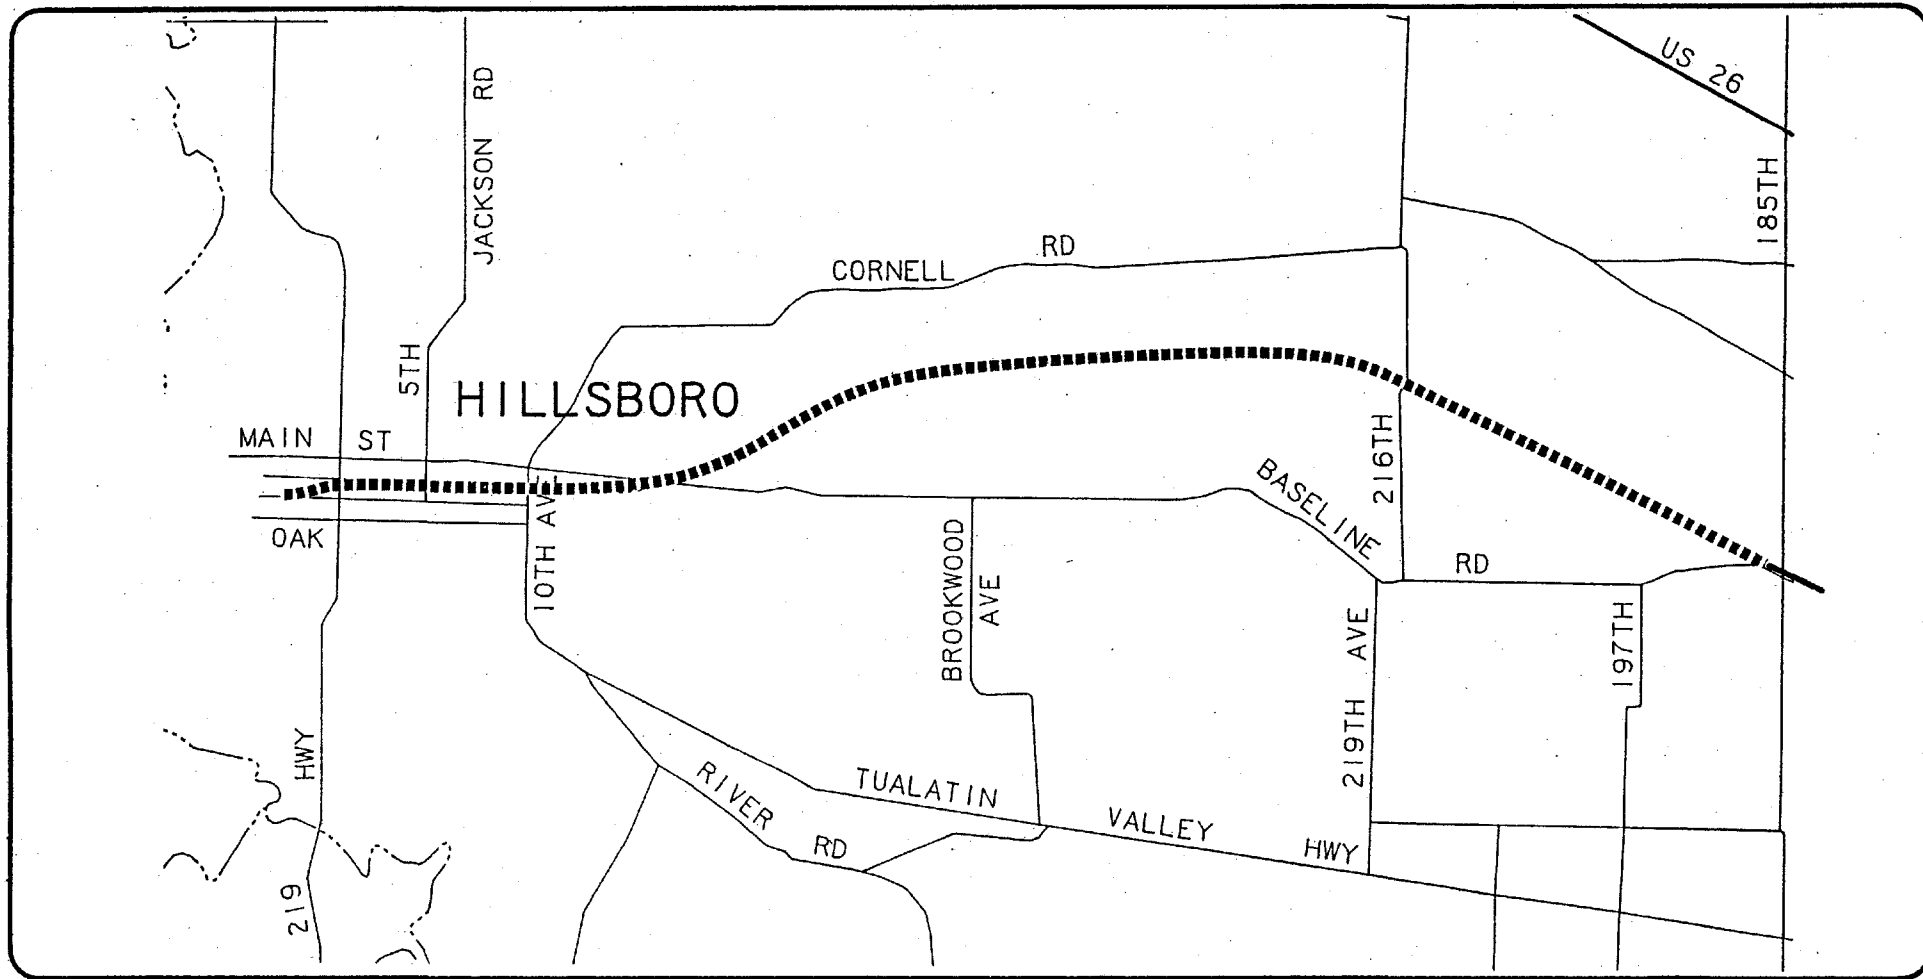 US 26
JACKSON RD
185TH
RD
CORNELL
5TH
HILLSBORO
MAIN ST
216TH
BASELINE
RD
OAK
10TH AVE
BROOKWOOD
AVE
219TH AVE
197TH
HWY
219
RIVER
RD
TUALATIN
VALLEY
HWY